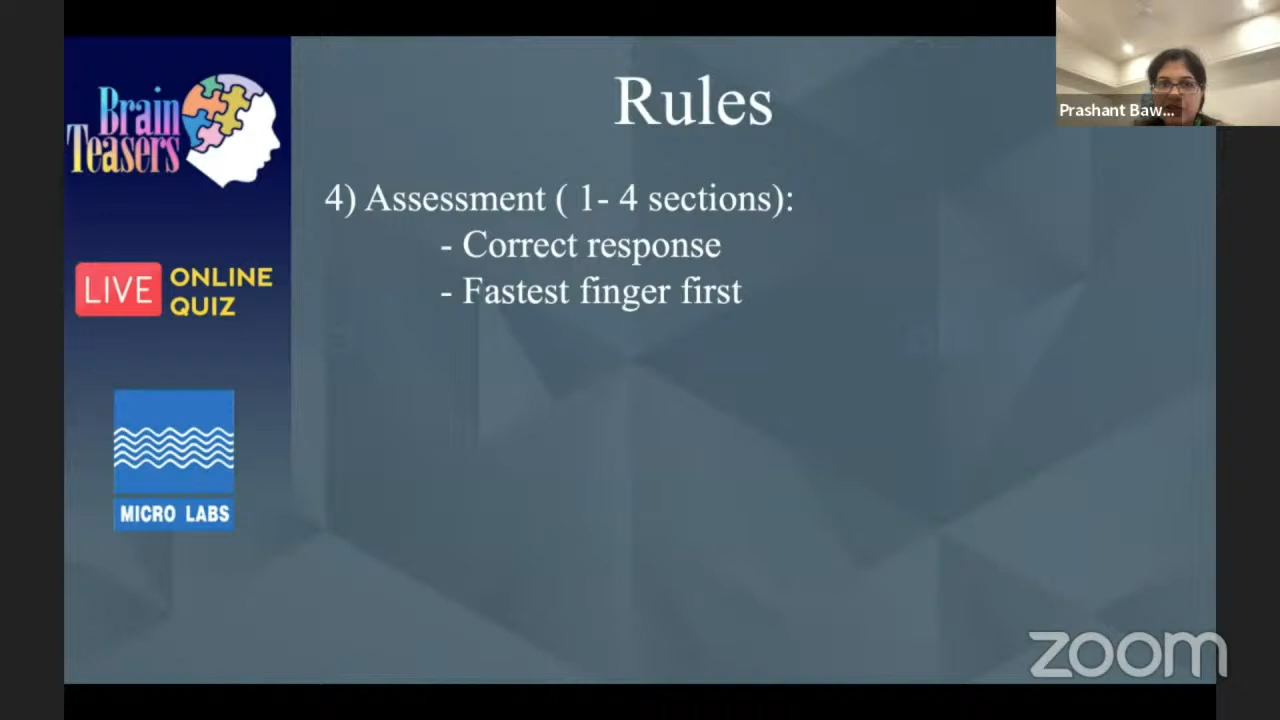 Brain
Teasers
LIVE ONLINE
QUIZ
MICRO LABS
Rules
4) Assessment ( 1- 4 sections):
- Correct response
- Fastest finger first
Prashant Baw...
zoom